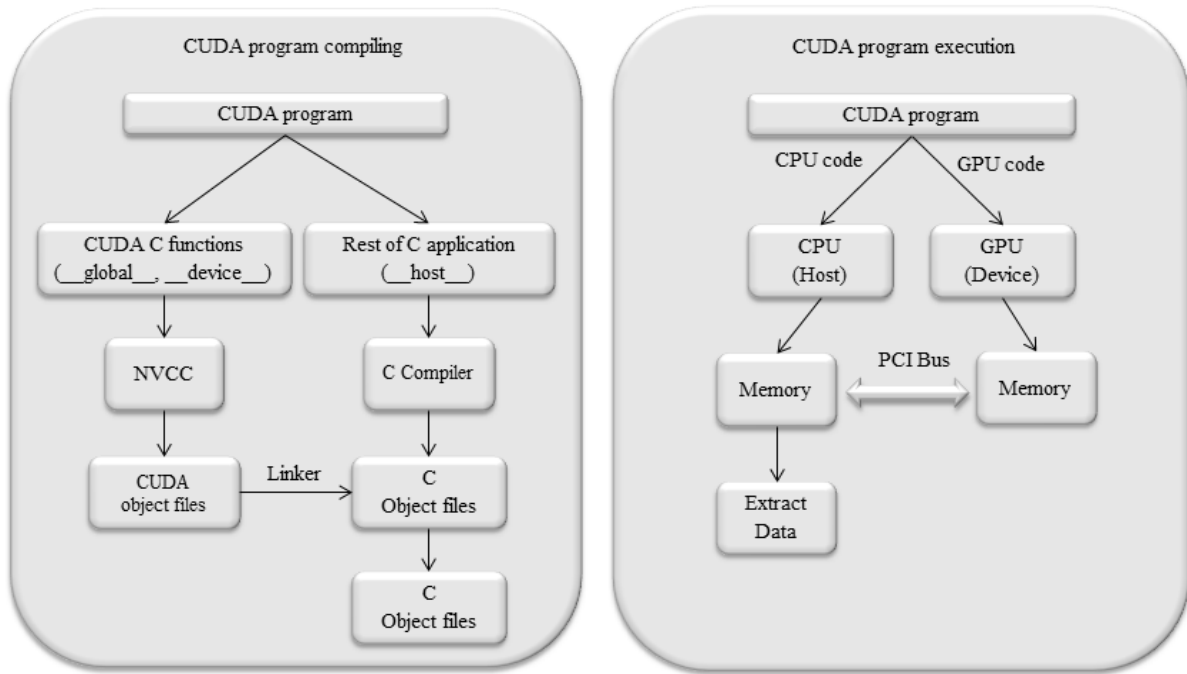 CUDA program compiling
CUDA program
CUDA C functions
(__global__, __device__)
Rest of C application
(__host__)
NVCC
C Compiler
CUDA
object files
Linker
C
Object files
C
Object files
CUDA program execution
CUDA program
CPU code
GPU code
CPU
(Host)
GPU
(Device)
Memory
PCI Bus
Memory
Extract
Data